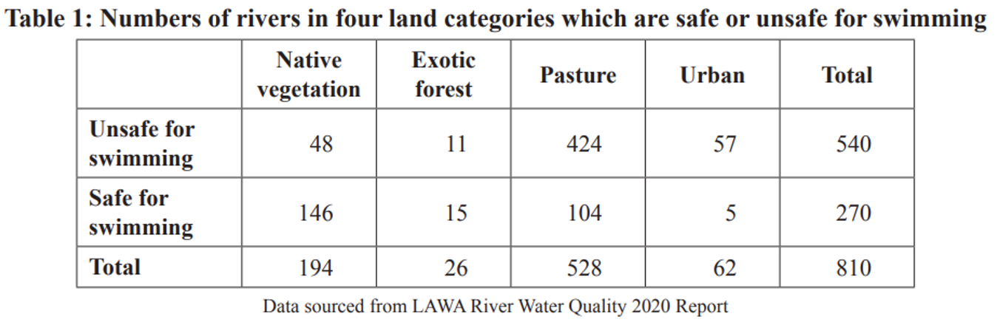 Table 1: Numbers of rivers in four land categories which are safe or unsafe for swimming
Native vegetation Exotic forest Pasture Urban Total
Unsafe for swimming 48 11 424 57 540
Safe for swimming 146 15 104 5 270
Total 194 26 528 62 810
Data sourced from LAWA River Water Quality 2020 Report